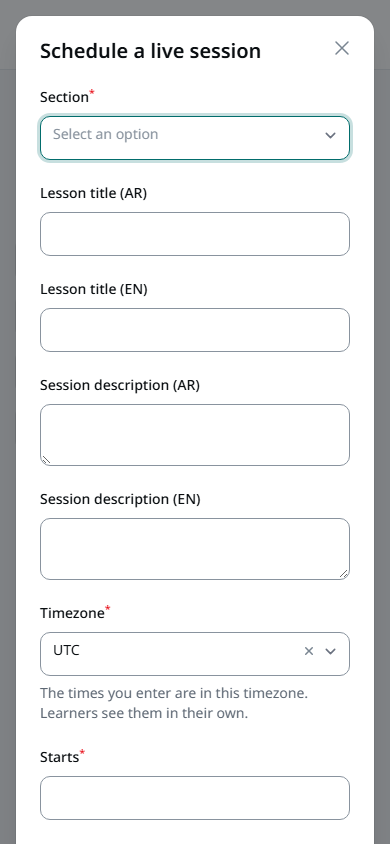 Schedule a live session
Section*
Select an option
Lesson title (AR)
Lesson title (EN)
Session description (AR)
Session description (EN)
Timezone*
UTC
The times you enter are in this timezone.
Learners see them in their own.
Starts*